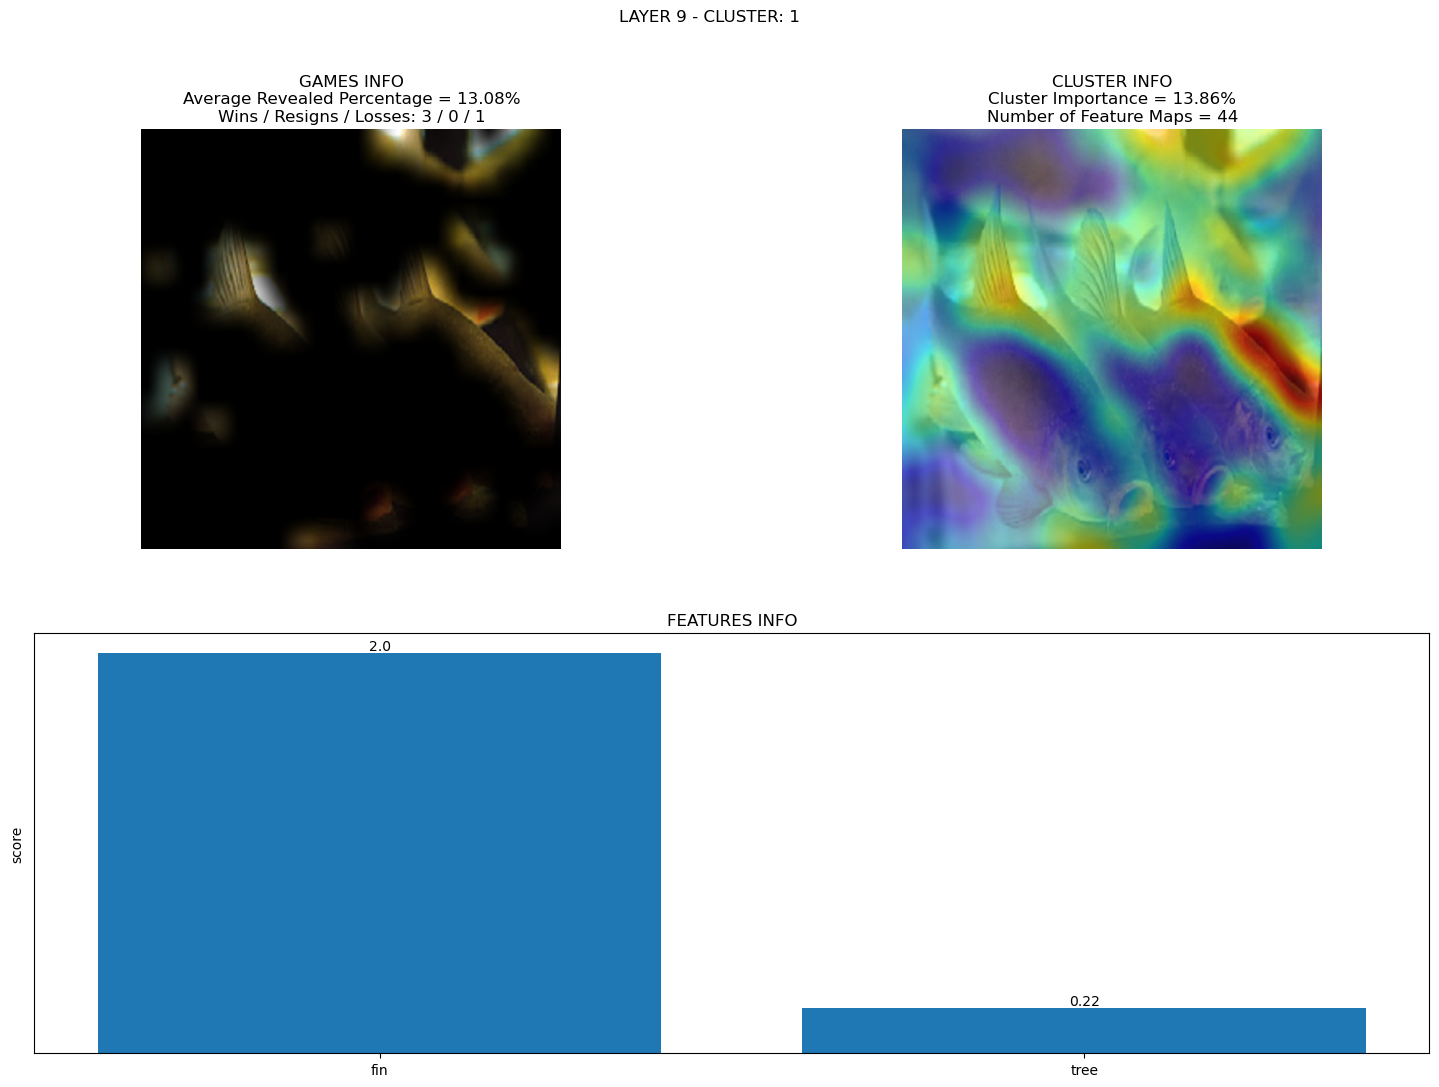 LAYER 9 - CLUSTER: 1
GAMES INFO
Average Revealed Percentage = 13.08%
Wins / Resigns / Losses: 3 / 0 / 1
CLUSTER INFO
Cluster Importance = 13.86%
Number of Feature Maps = 44
FEATURES INFO
score
2.0
0.22
fin
tree